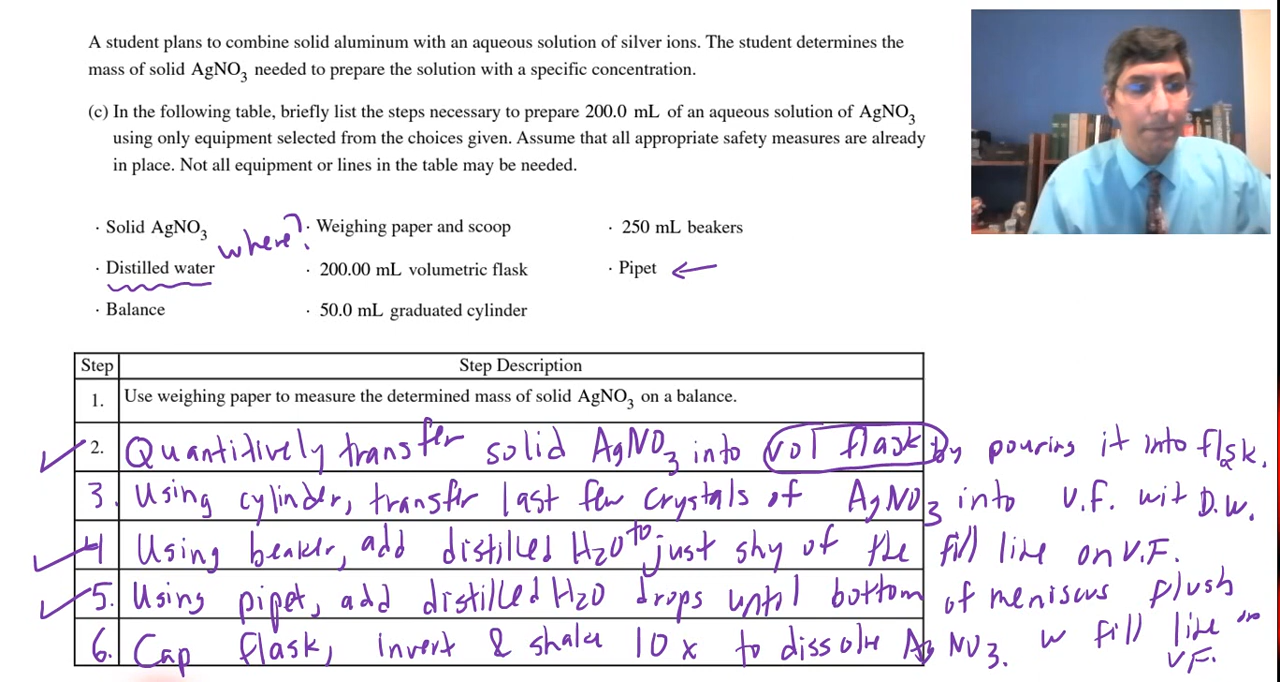 A student plans to combine solid aluminum with an aqueous solution of silver ions. The student determines the
mass of solid AgNO3 needed to prepare the solution with a specific concentration.
(c) In the following table, briefly list the steps necessary to prepare 200.0 mL of an aqueous solution of AgNO3
using only equipment selected from the choices given. Assume that all appropriate safety measures are already
in place. Not all equipment or lines in the table may be needed.
· Solid AgNO3 where? · Weighing paper and scoop · 250 mL beakers
· Distilled water · 200.00 mL volumetric flask · Pipet ←
· Balance · 50.0 mL graduated cylinder
Step Step Description
1. Use weighing paper to measure the determined mass of solid AgNO3 on a balance.
✓ 2. Quantitively transfer solid AgNO3 into vol flask by pouring it into flask.
3. Using cylinder, transfer last few crystals of AgNO3 into v.f. wit D.W.
✓ 4 Using beaker, add distilled H2O to just shy of the fill line on V.F.
✓ 5. Using pipet, add distilled H2O drops until bottom of meniscus flush
6. Cap flask, invert & shake 10 x to dissolve AgNO3. w fill line on
VF.